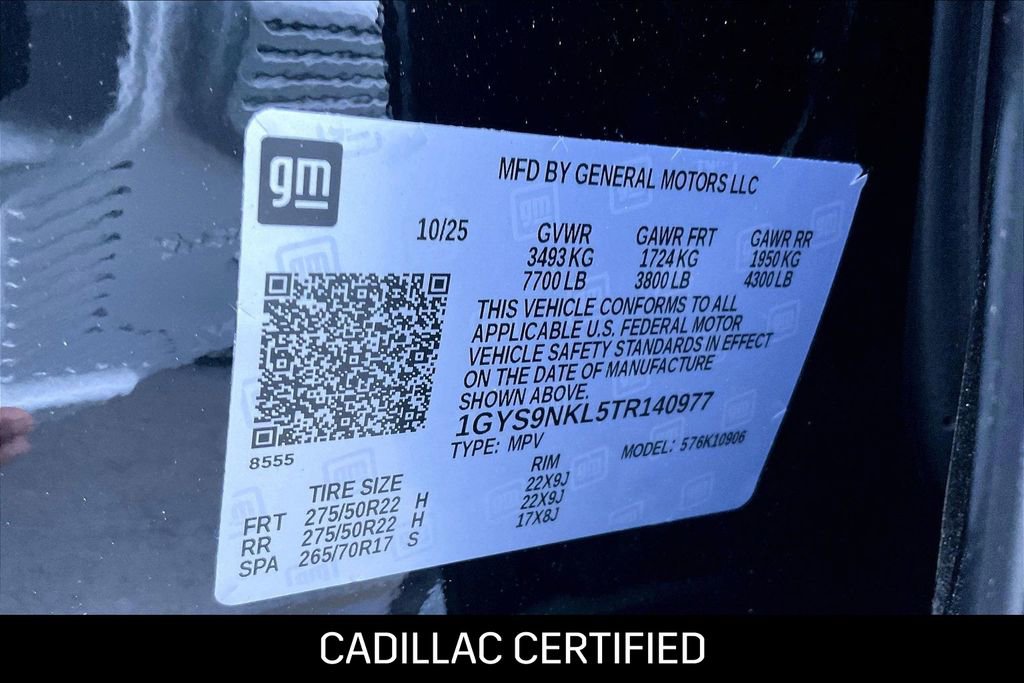 gm
MFD BY GENERAL MOTORS LLC
10/25 GVWR GAWR FRT GAWR RR
3493 KG 1724 KG 1950 KG
7700 LB 3800 LB 4300 LB
THIS VEHICLE CONFORMS TO ALL
APPLICABLE U.S. FEDERAL MOTOR
VEHICLE SAFETY STANDARDS IN EFFECT
ON THE DATE OF MANUFACTURE
SHOWN ABOVE.
1GYS9NKL5TR140977
TYPE: MPV MODEL: 576K10906
8555
TIRE SIZE RIM
FRT 275/50R22 H 22X9J
RR 275/50R22 H 22X9J
SPA 265/70R17 S 17X8J
CADILLAC CERTIFIED